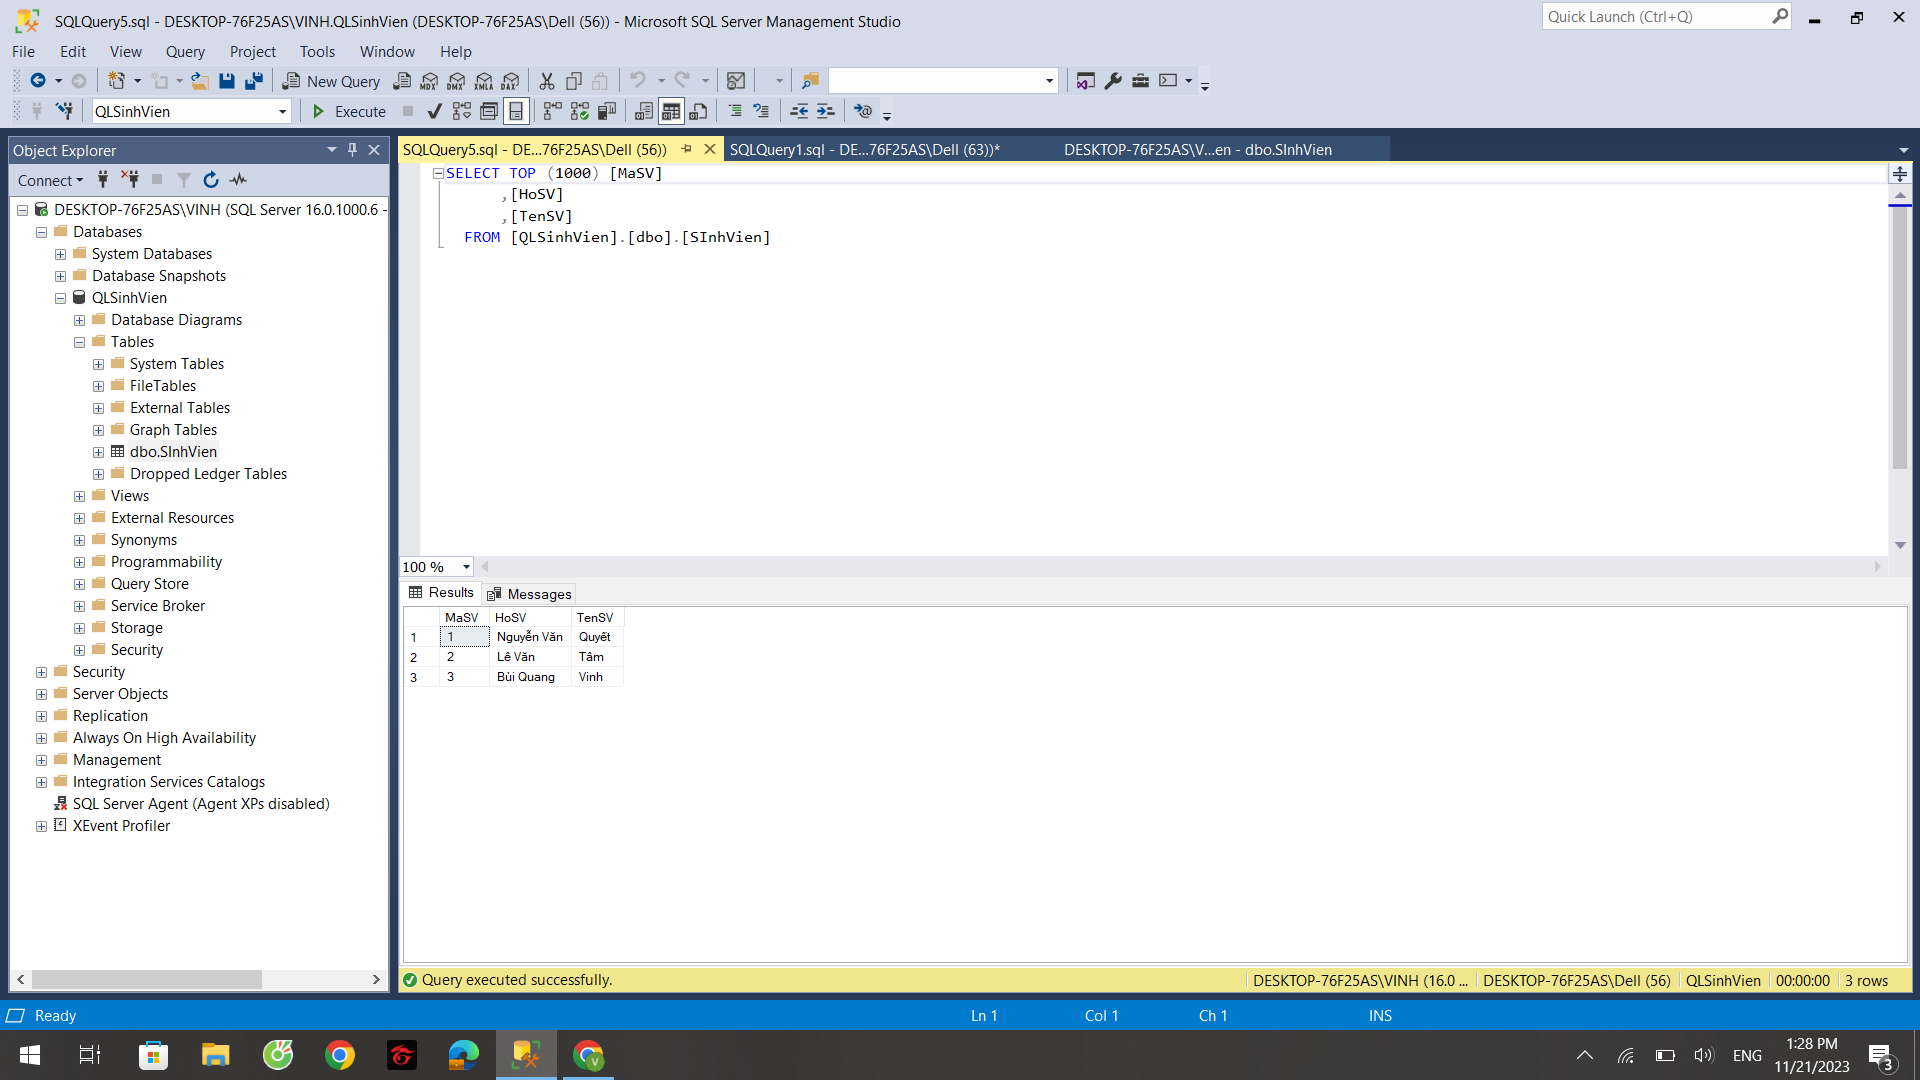 SQLQuery5.sql - DESKTOP-76F25AS\VINH.QLSinhVien (DESKTOP-76F25AS\Dell (56)) - Microsoft SQL Server Management Studio
Quick Launch (Ctrl+Q)
File Edit View Query Project Tools Window Help
New Query MDX DMX XMLA DAX
QLSinhVien Execute
Object Explorer
Connect
DESKTOP-76F25AS\VINH (SQL Server 16.0.1000.6 -
Databases
System Databases
Database Snapshots
QLSinhVien
Database Diagrams
Tables
System Tables
FileTables
External Tables
Graph Tables
dbo.SInhVien
Dropped Ledger Tables
Views
External Resources
Synonyms
Programmability
Query Store
Service Broker
Storage
Security
Security
Server Objects
Replication
Always On High Availability
Management
Integration Services Catalogs
SQL Server Agent (Agent XPs disabled)
XEvent Profiler
SQLQuery5.sql - DE...76F25AS\Dell (56)) SQLQuery1.sql - DE...76F25AS\Dell (63))* DESKTOP-76F25AS\V...en - dbo.SInhVien
SELECT TOP (1000) [MaSV]
,[HoSV]
,[TenSV]
FROM [QLSinhVien].[dbo].[SInhVien]
100 %
Results Messages
MaSV HoSV TenSV
1 1 Nguyễn Văn Quyết
2 2 Lê Văn Tâm
3 3 Bùi Quang Vinh
Query executed successfully. DESKTOP-76F25AS\VINH (16.0 ... DESKTOP-76F25AS\Dell (56) QLSinhVien 00:00:00 3 rows
Ready Ln 1 Col 1 Ch 1 INS
ENG 1:28 PM
11/21/2023 3